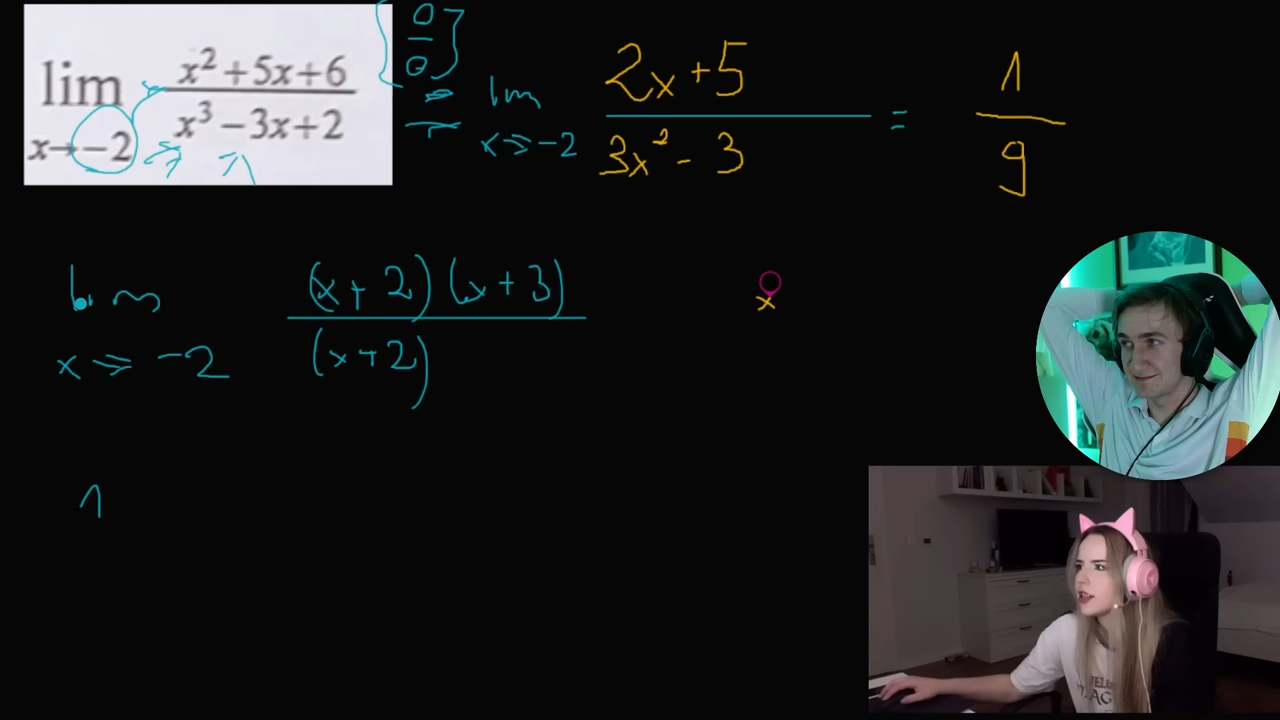 lim x→-2 (x² + 5x + 6)/(x³ - 3x + 2)
{0/0}
= lim x→-2 (2x + 5)/(3x² - 3) = 1/9
lim x→-2 (x + 2)(x + 3)/(x + 2)
x
1